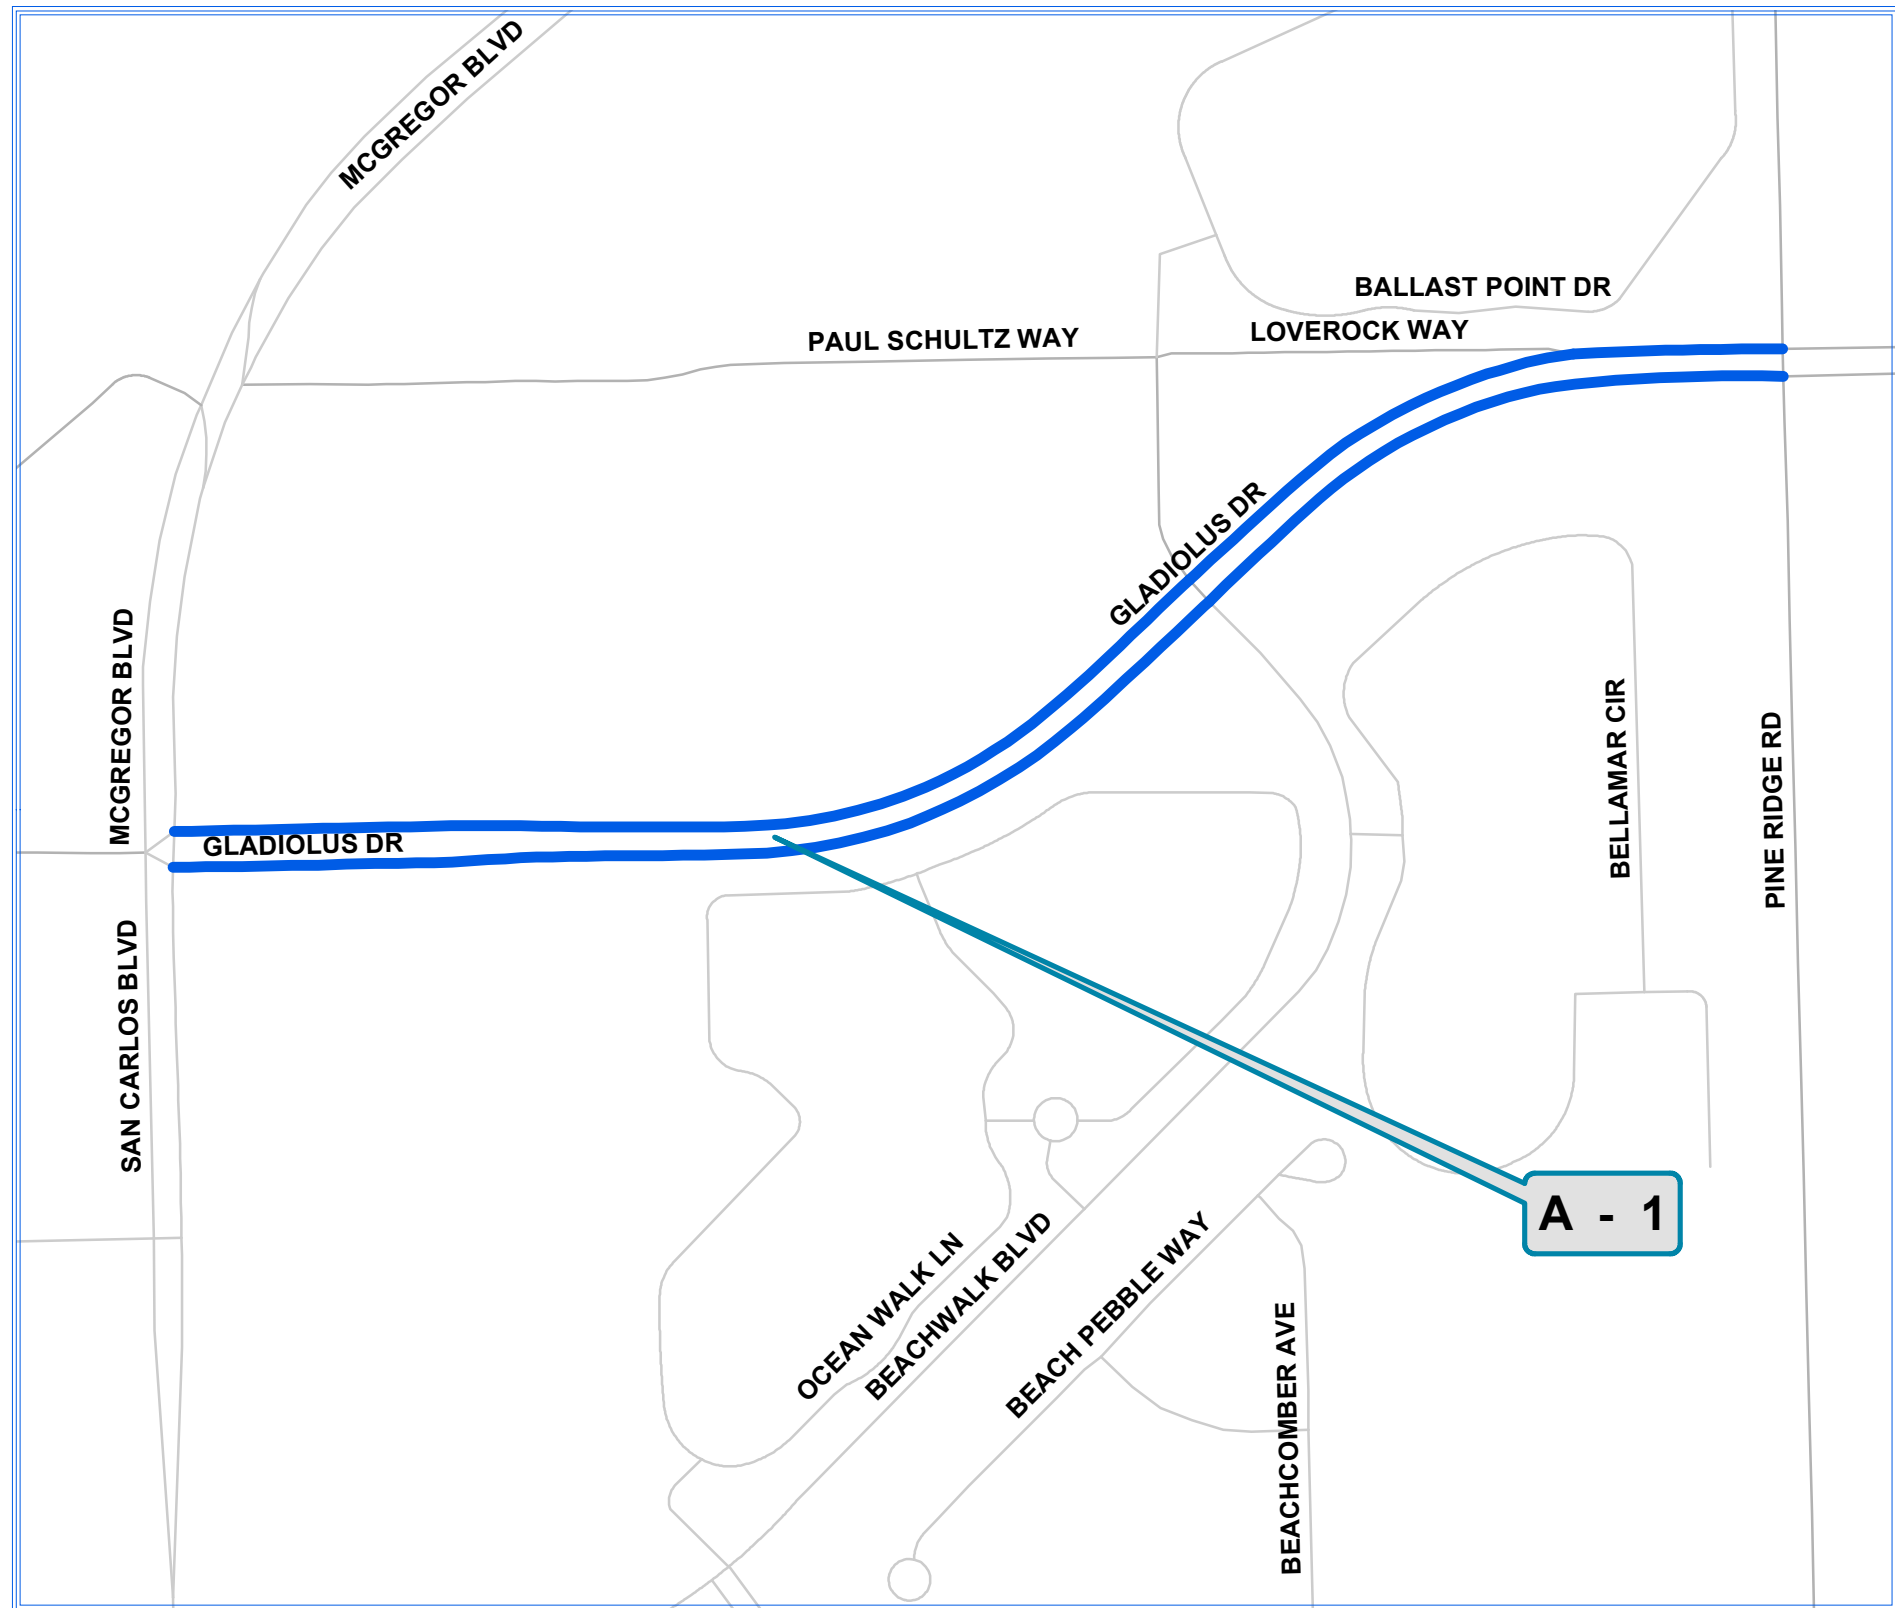 MCGREGOR BLVD
BALLAST POINT DR
LOVEROCK WAY
PAUL SCHULTZ WAY
GLADIOLUS DR
MCGREGOR BLVD
GLADIOLUS DR
BELLAMAR CIR
PINE RIDGE RD
SAN CARLOS BLVD
A - 1
OCEAN WALK LN
BEACHWALK BLVD
BEACH PEBBLE WAY
BEACHCOMBER AVE